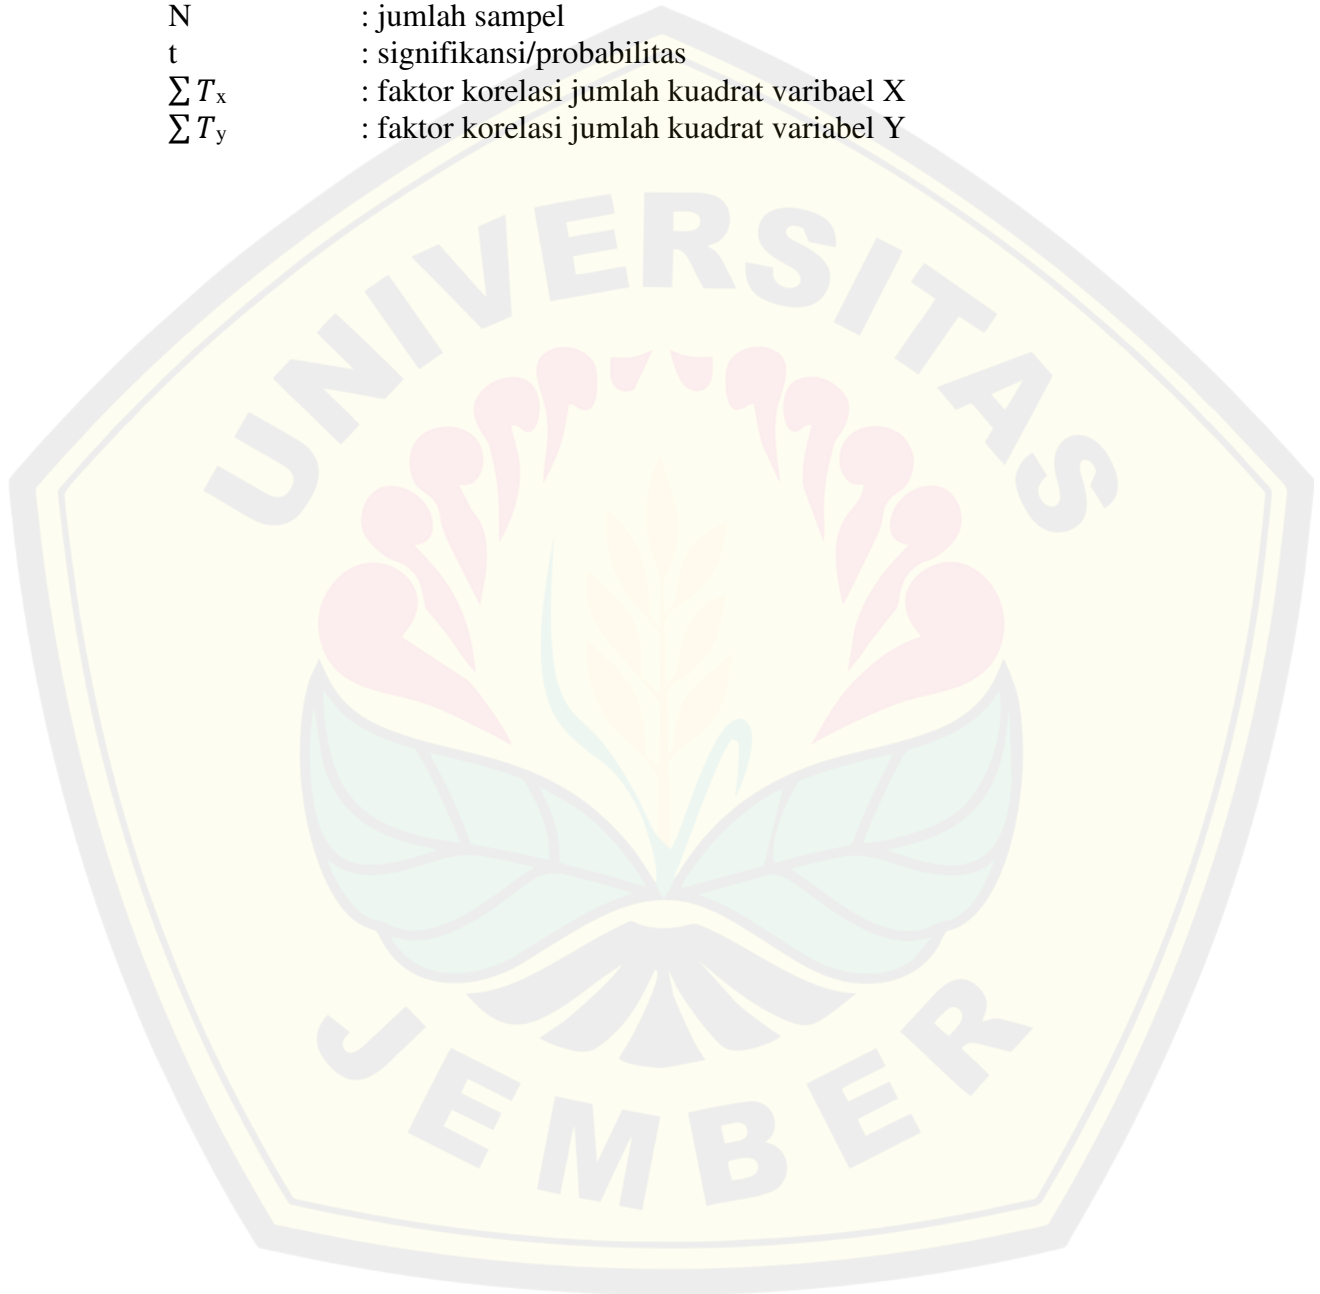 N : jumlah sampel
t : signifikansi/probabilitas
∑ Tx : faktor korelasi jumlah kuadrat varibael X
∑ Ty : faktor korelasi jumlah kuadrat variabel Y
UNIVERSITAS
JEMBER